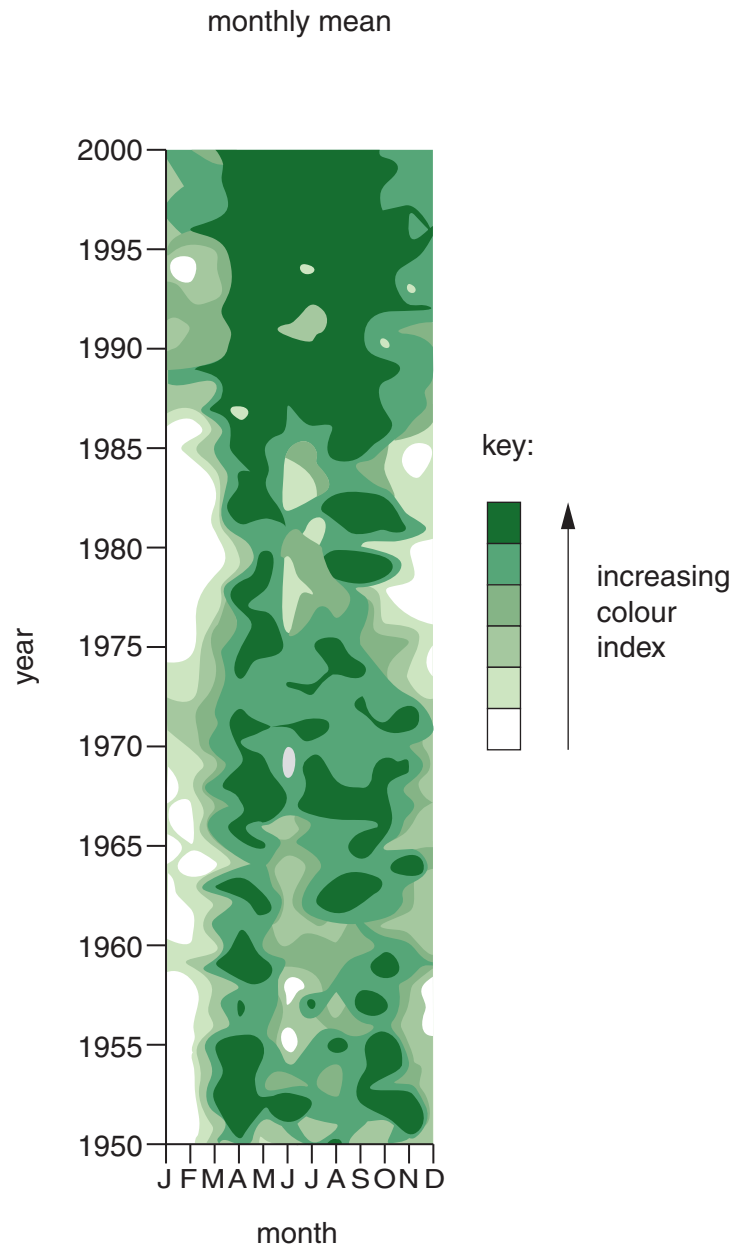 monthly mean
2000
1995
1990
1985
1980
1975
1970
1965
1960
1955
1950
year
J F M A M J J A S O N D
month
key:
increasing
colour
index